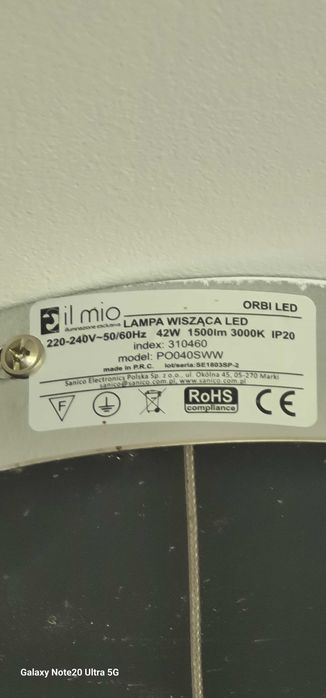 il mio
illuminazione esclusiva
ORBI LED
LAMPA WISZĄCA LED
220-240V~50/60Hz 42W 1500lm 3000K IP20
index: 310460
model: PO040SWW
made in P.R.C. lot/seria: SE1803SP-2
Sanico Electronics Polska Sp. z o.o., ul. Okólna 45, 05-270 Marki
sanico@sanico.com.pl, www.sanico.com.pl
F
RoHS
compliance
CE
Galaxy Note20 Ultra 5G